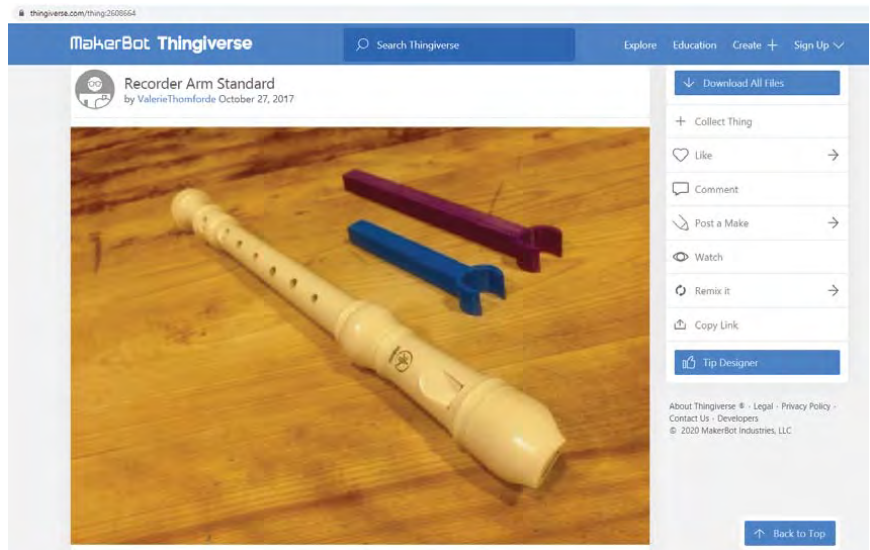 thingiverse.com/thing:2608664
MakerBot Thingiverse
Search Thingiverse
Explore Education Create + Sign Up
Recorder Arm Standard
by ValerieThomforde October 27, 2017
Download All Files
Collect Thing
Like
Comment
Post a Make
Watch
Remix it
Copy Link
Tip Designer
About Thingiverse ® - Legal - Privacy Policy -
Contact Us - Developers
© 2020 MakerBot Industries, LLC
Back to Top